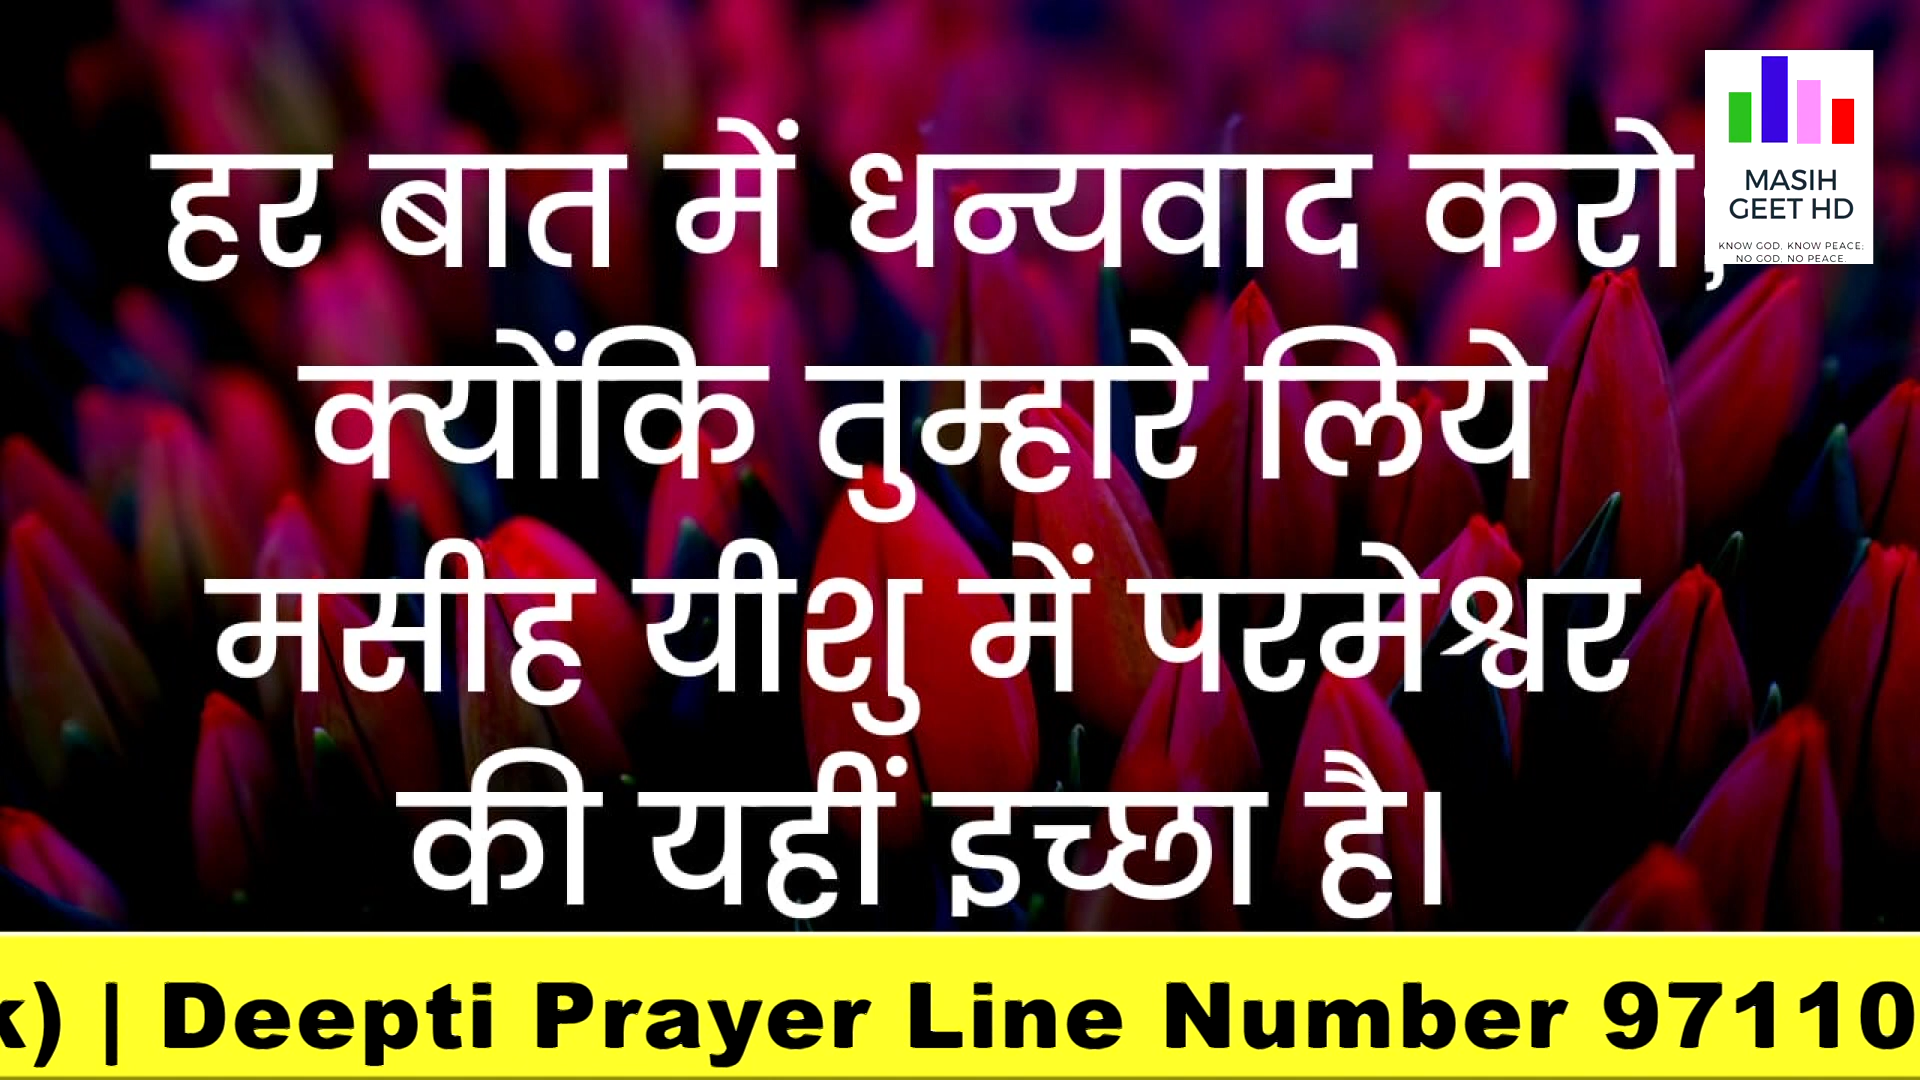 हर बात में धन्यवाद करो;
क्योंकि तुम्हारे लिये
मसीह यीशु में परमेश्वर
की यहीं इच्छा है।
MASIH
GEET HD
KNOW GOD, KNOW PEACE;
NO GOD, NO PEACE.
k) | Deepti Prayer Line Number 97110